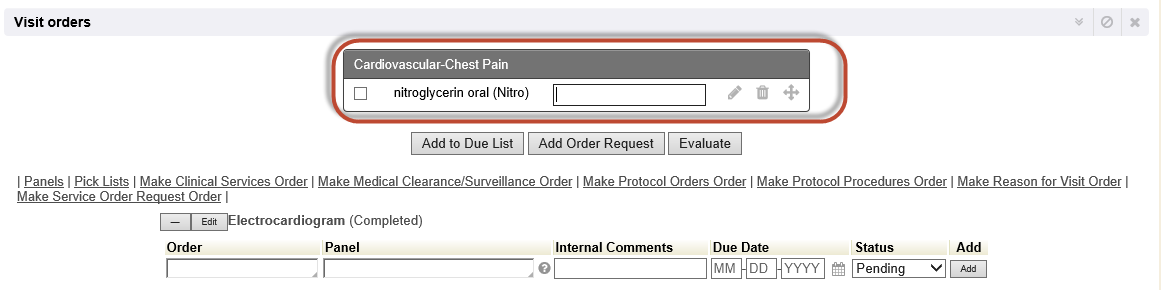 Visit orders
Cardiovascular-Chest Pain
nitroglycerin oral (Nitro)
Add to Due List Add Order Request Evaluate
| Panels | Pick Lists | Make Clinical Services Order | Make Medical Clearance/Surveillance Order | Make Protocol Orders Order | Make Protocol Procedures Order | Make Reason for Visit Order |
Make Service Order Request Order |
— Edit Electrocardiogram (Completed)
Order Panel Internal Comments Due Date Status Add
? MM - DD - YYYY Pending Add